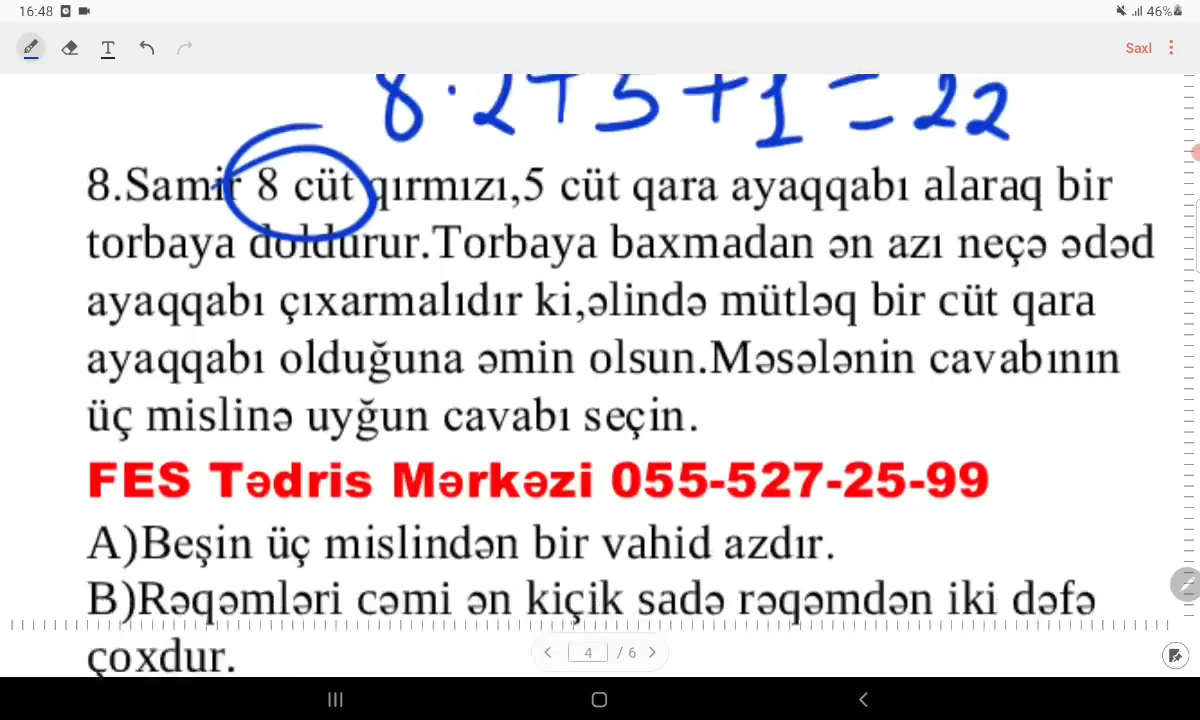 16:48 46%
Saxl
8·2+5+1=22
8.Samir 8 cüt qırmızı,5 cüt qara ayaqqabı alaraq bir
torbaya doldurur.Torbaya baxmadan ən azı neçə ədəd
ayaqqabı çıxarmalıdır ki,əlində mütləq bir cüt qara
ayaqqabı olduğuna əmin olsun.Məsələnin cavabının
üç mislinə uyğun cavabı seçin.
FES Tədris Mərkəzi 055-527-25-99
A)Beşin üç mislindən bir vahid azdır.
B)Rəqəmləri cəmi ən kiçik sadə rəqəmdən iki dəfə
çoxdur.
4 / 6